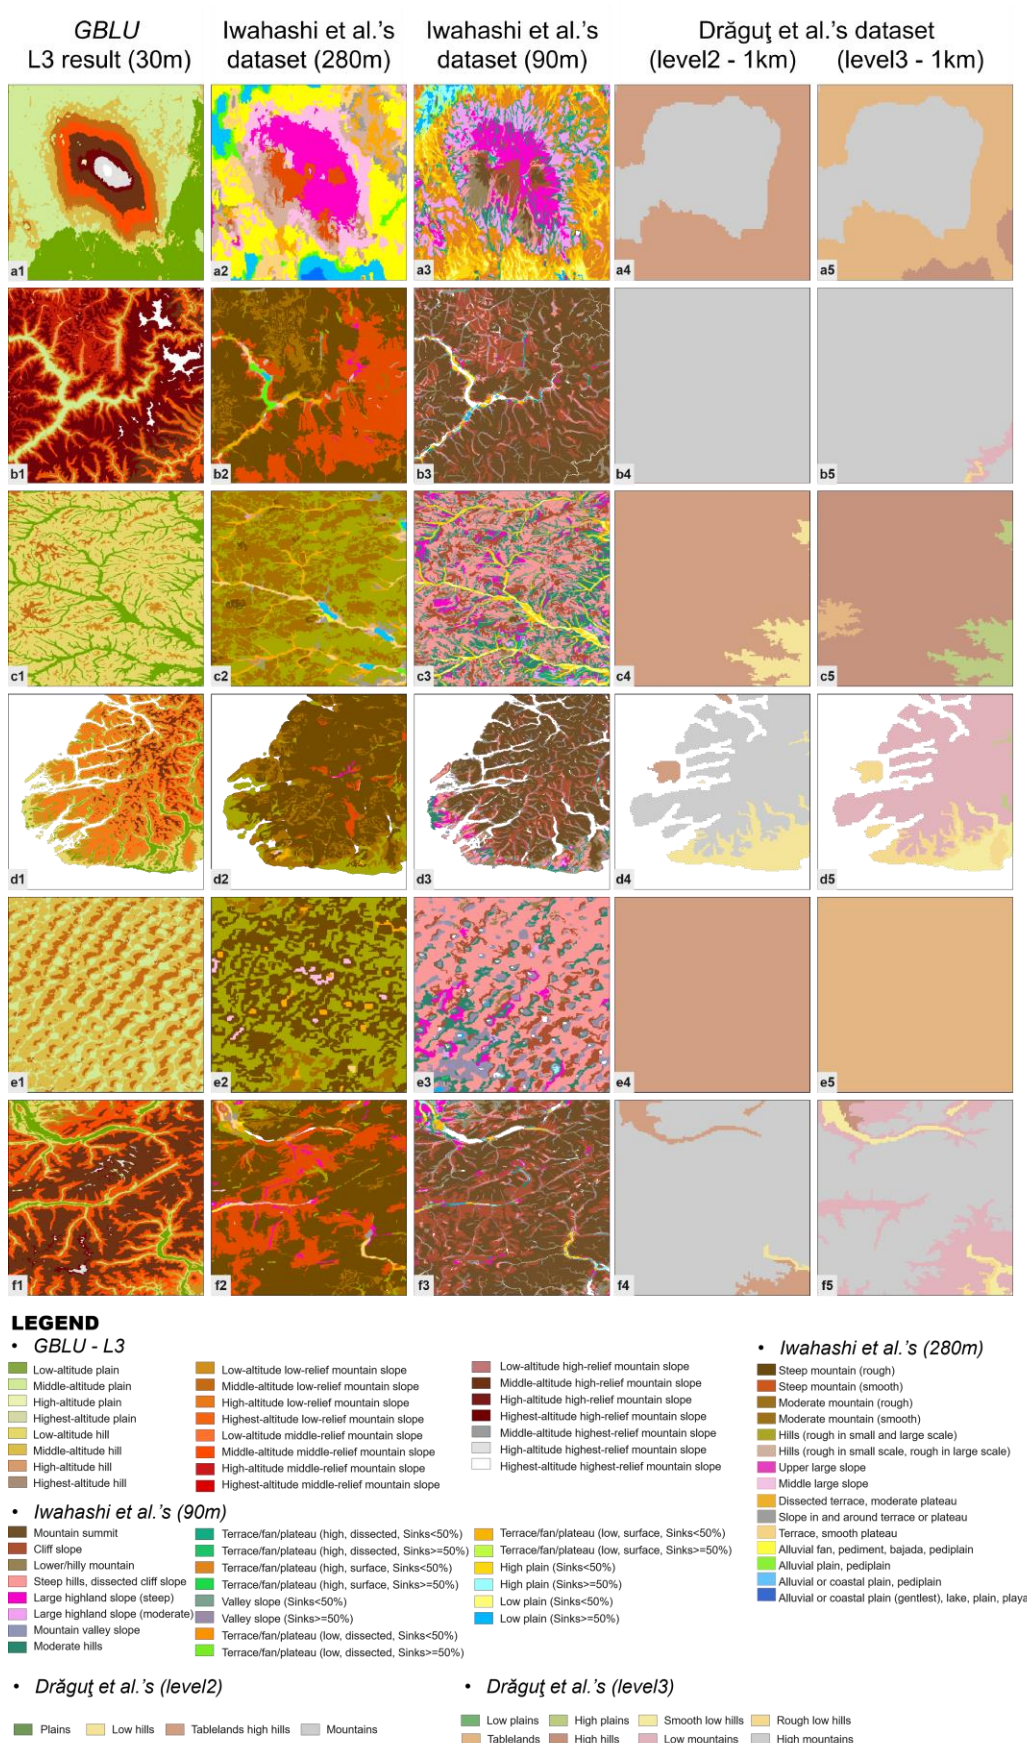 GBLU
L3 result (30m)
Iwahashi et al.'s
dataset (280m)
Iwahashi et al.'s
dataset (90m)
Drăguţ et al.'s dataset
(level2 - 1km)
(level3 - 1km)
a1
a2
a3
a4
a5
b1
b2
b3
b4
b5
c1
c2
c3
c4
c5
d1
d2
d3
d4
d5
e1
e2
e3
e4
e5
f1
f2
f3
f4
f5
LEGEND
• GBLU - L3
Low-altitude plain
Middle-altitude plain
High-altitude plain
Highest-altitude plain
Low-altitude hill
Middle-altitude hill
High-altitude hill
Highest-altitude hill
Low-altitude low-relief mountain slope
Middle-altitude low-relief mountain slope
High-altitude low-relief mountain slope
Highest-altitude low-relief mountain slope
Low-altitude middle-relief mountain slope
Middle-altitude middle-relief mountain slope
High-altitude middle-relief mountain slope
Highest-altitude middle-relief mountain slope
Low-altitude high-relief mountain slope
Middle-altitude high-relief mountain slope
High-altitude high-relief mountain slope
Highest-altitude high-relief mountain slope
Middle-altitude highest-relief mountain slope
High-altitude highest-relief mountain slope
Highest-altitude highest-relief mountain slope
• Iwahashi et al.'s (280m)
Steep mountain (rough)
Steep mountain (smooth)
Moderate mountain (rough)
Moderate mountain (smooth)
Hills (rough in small and large scale)
Hills (rough in small scale, rough in large scale)
Upper large slope
Middle large slope
Dissected terrace, moderate plateau
Slope in and around terrace or plateau
Terrace, smooth plateau
Alluvial fan, pediment, bajada, pediplain
Alluvial plain, pediplain
Alluvial or coastal plain, pediplain
Alluvial or coastal plain (gentlest), lake, plain, playa
• Iwahashi et al.'s (90m)
Mountain summit
Cliff slope
Lower/hilly mountain
Steep hills, dissected cliff slope
Large highland slope (steep)
Large highland slope (moderate)
Mountain valley slope
Moderate hills
Terrace/fan/plateau (high, dissected, Sinks<50%)
Terrace/fan/plateau (high, dissected, Sinks>=50%)
Terrace/fan/plateau (high, surface, Sinks<50%)
Terrace/fan/plateau (high, surface, Sinks>=50%)
Valley slope (Sinks<50%)
Valley slope (Sinks>=50%)
Terrace/fan/plateau (low, dissected, Sinks<50%)
Terrace/fan/plateau (low, dissected, Sinks>=50%)
Terrace/fan/plateau (low, surface, Sinks<50%)
Terrace/fan/plateau (low, surface, Sinks>=50%)
High plain (Sinks<50%)
High plain (Sinks>=50%)
Low plain (Sinks<50%)
Low plain (Sinks>=50%)
• Drăguţ et al.'s (level2)
Plains
Low hills
Tablelands high hills
Mountains
• Drăguţ et al.'s (level3)
Low plains
High plains
Smooth low hills
Rough low hills
Tablelands
High hills
Low mountains
High mountains